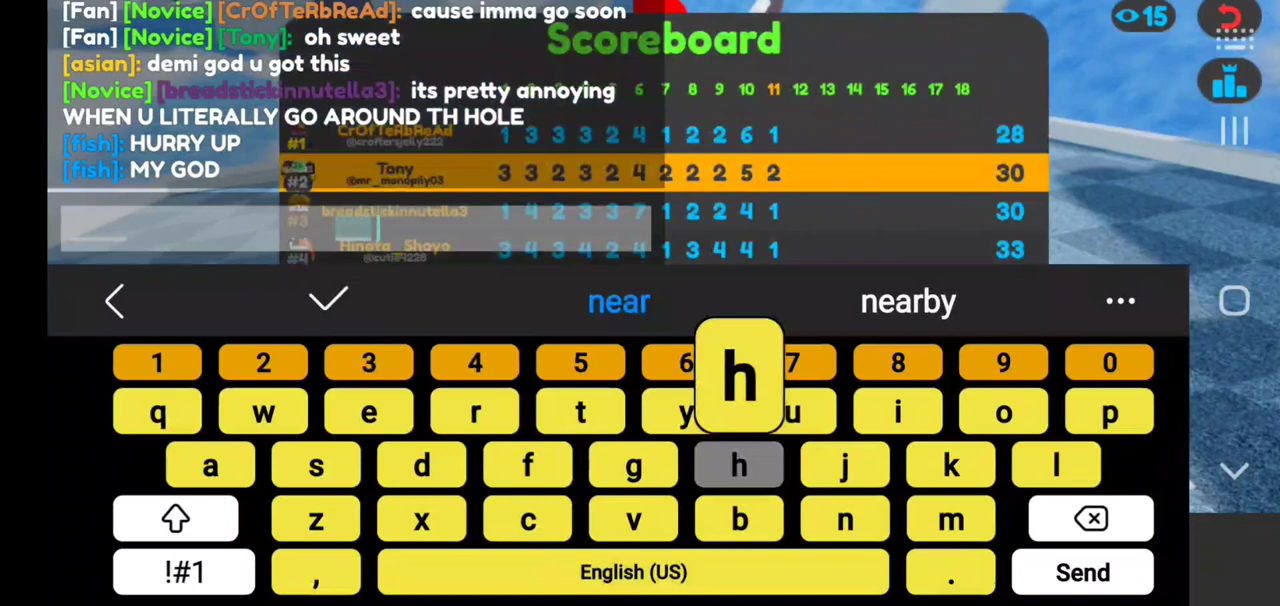 [Fan] [Novice] [CrOfTeRbReAd]: cause imma go soon
15
[Fan] [Novice] [Tony]: oh sweet
Scoreboard
[asian]: demi god u got this
[Novice] [breadstickinnutella3]: its pretty annoying
6 7 8 9 10 11 12 13 14 15 16 17 18
WHEN U LITERALLY GO AROUND TH HOLE
[fish]: HURRY UP
[fish]: MY GOD
#1 CrOfTeRbReAd 1 3 3 3 2 4 1 2 2 6 1 28
@croftersjelly222
#2 Tony 3 3 2 3 2 4 2 2 2 5 2 30
@mr_monoplly03
#3 breadstickinnutella3 1 4 2 3 3 7 1 2 2 4 1 30
#4 Hinata_Shoyo 3 4 3 4 2 4 1 3 4 4 1 33
near nearby
1 2 3 4 5 6 7 8 9 0
h
q w e r t y u i o p
a s d f g h j k l
z x c v b n m
!#1 , English (US) . Send